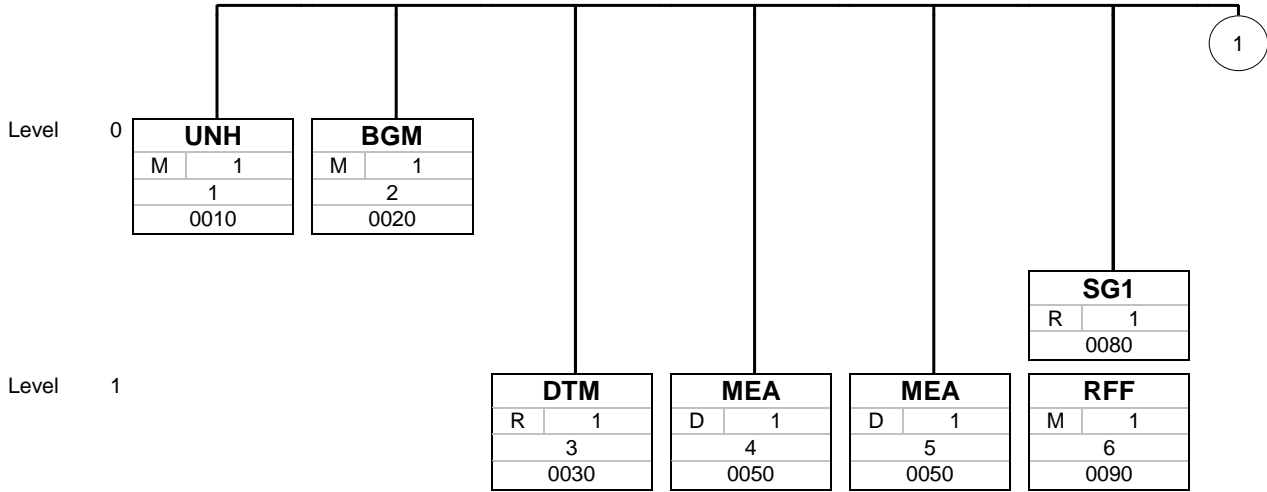 1
Level 0
UNH
M 1
1
0010
BGM
M 1
2
0020
SG1
R 1
0080
Level 1
DTM
R 1
3
0030
MEA
D 1
4
0050
MEA
D 1
5
0050
RFF
M 1
6
0090